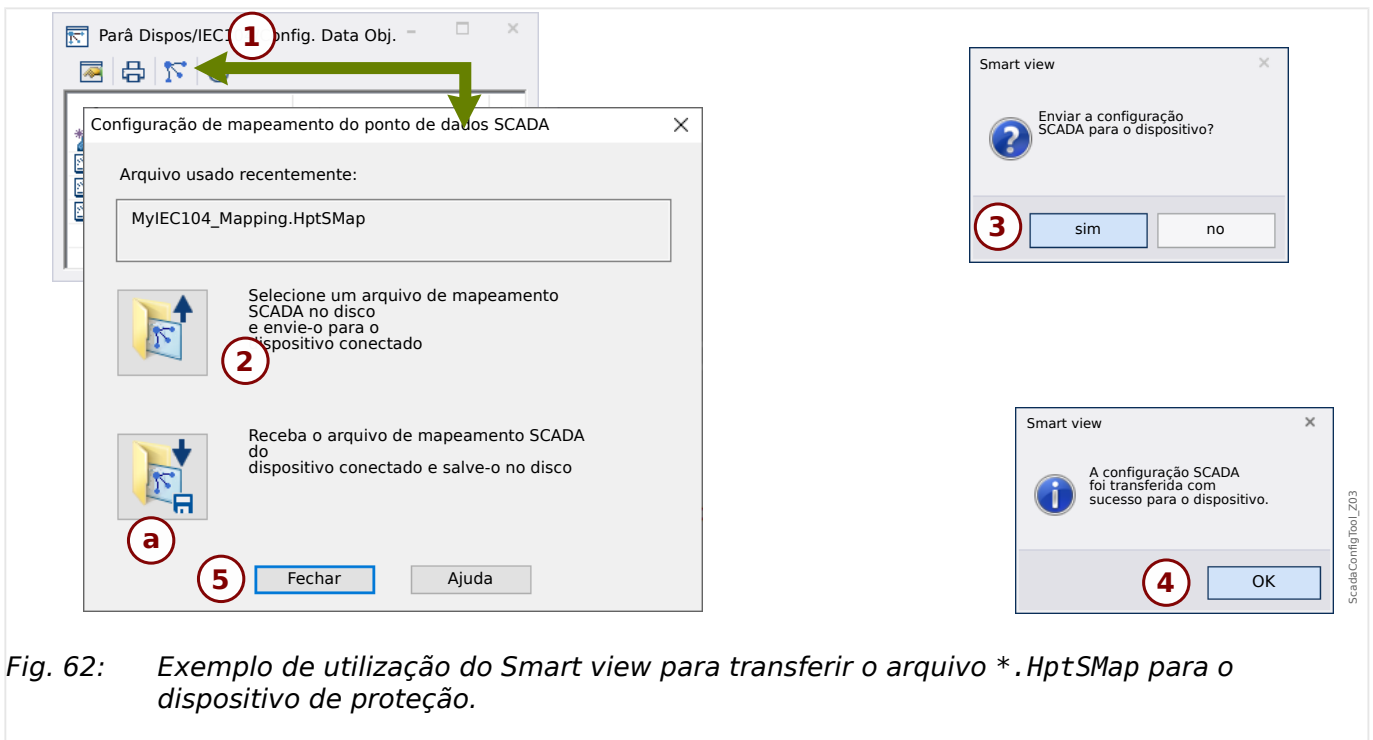 Parâ Dispos/IEC1
1
onfig. Data Obj.
Configuração de mapeamento do ponto de dados SCADA
Arquivo usado recentemente:
MyIEC104_Mapping.HptSMap
Selecione um arquivo de mapeamento
SCADA no disco
e envie-o para o
dispositivo conectado
2
Receba o arquivo de mapeamento SCADA
do
dispositivo conectado e salve-o no disco
a
5
Fechar
Ajuda
Smart view
Enviar a configuração
SCADA para o dispositivo?
3
sim
no
Smart view
A configuração SCADA
foi transferida com
sucesso para o dispositivo.
4
OK
ScadaConfigTool_Z03
Fig. 62: Exemplo de utilização do Smart view para transferir o arquivo *.HptSMap para o
dispositivo de proteção.